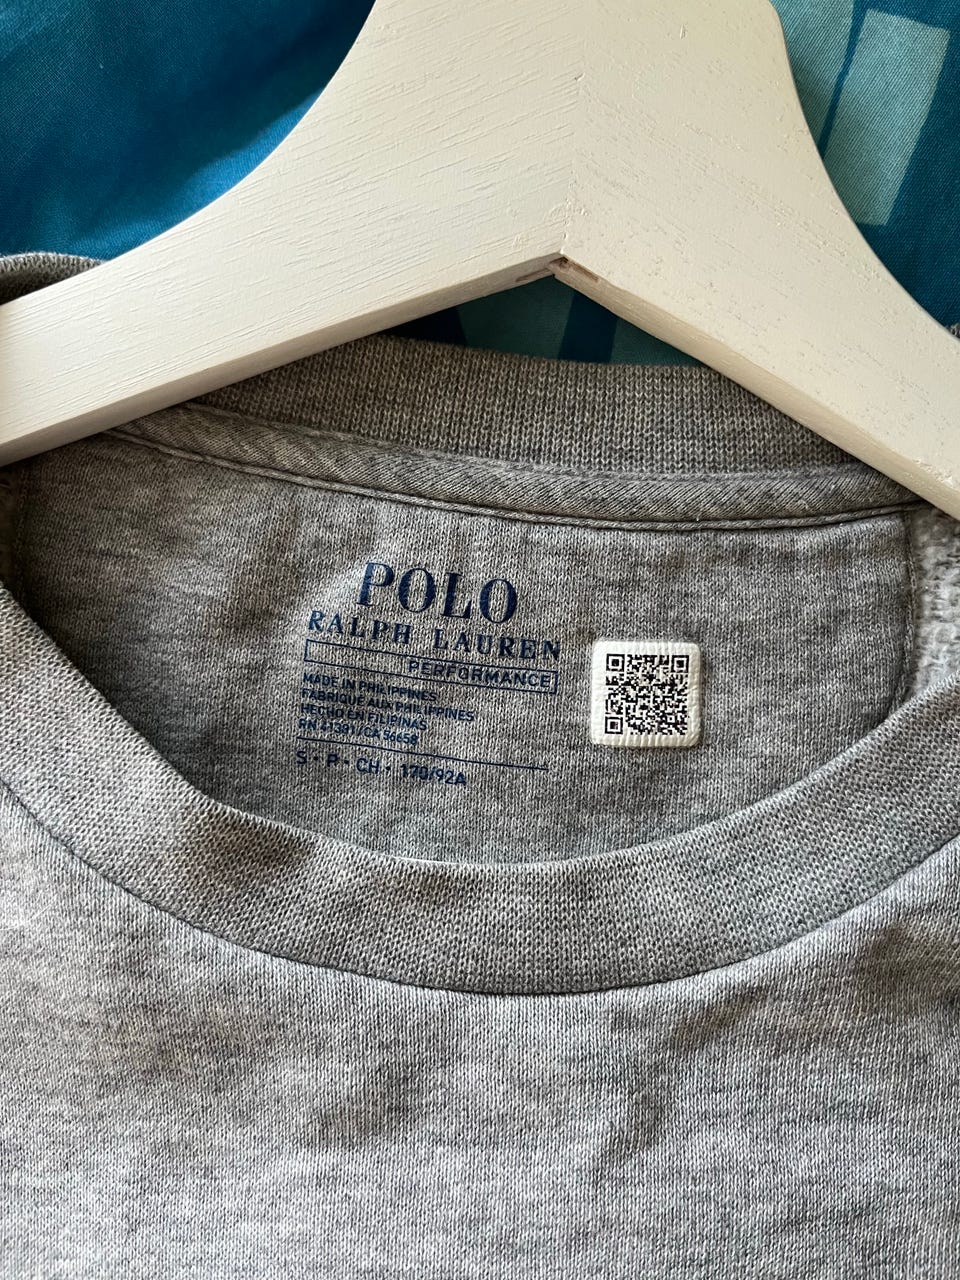 POLO
RALPH LAUREN
PERFORMANCE
MADE IN PHILIPPINES
FABRIQUÉ AUX PHILIPPINES
HECHO EN FILIPINAS
RN 41381/CA 56658
S • P • CH • 170/92A